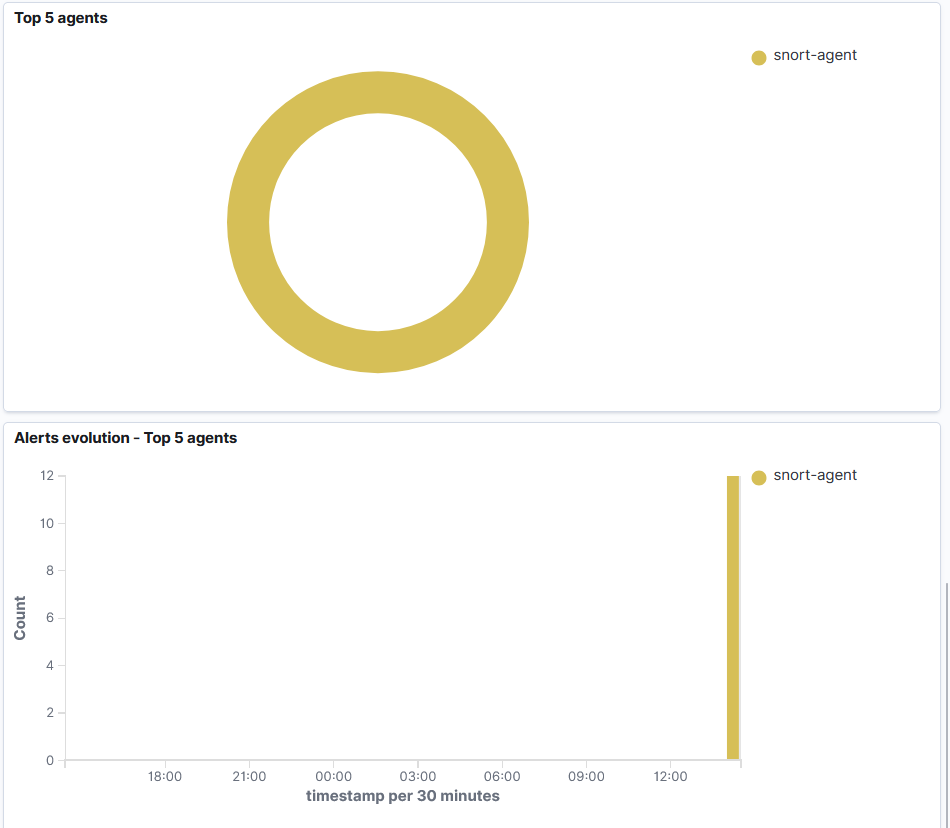 Top 5 agents
snort-agent
Alerts evolution - Top 5 agents
snort-agent
12
10
8
6
4
2
0
Count
18:00 21:00 00:00 03:00 06:00 09:00 12:00
timestamp per 30 minutes